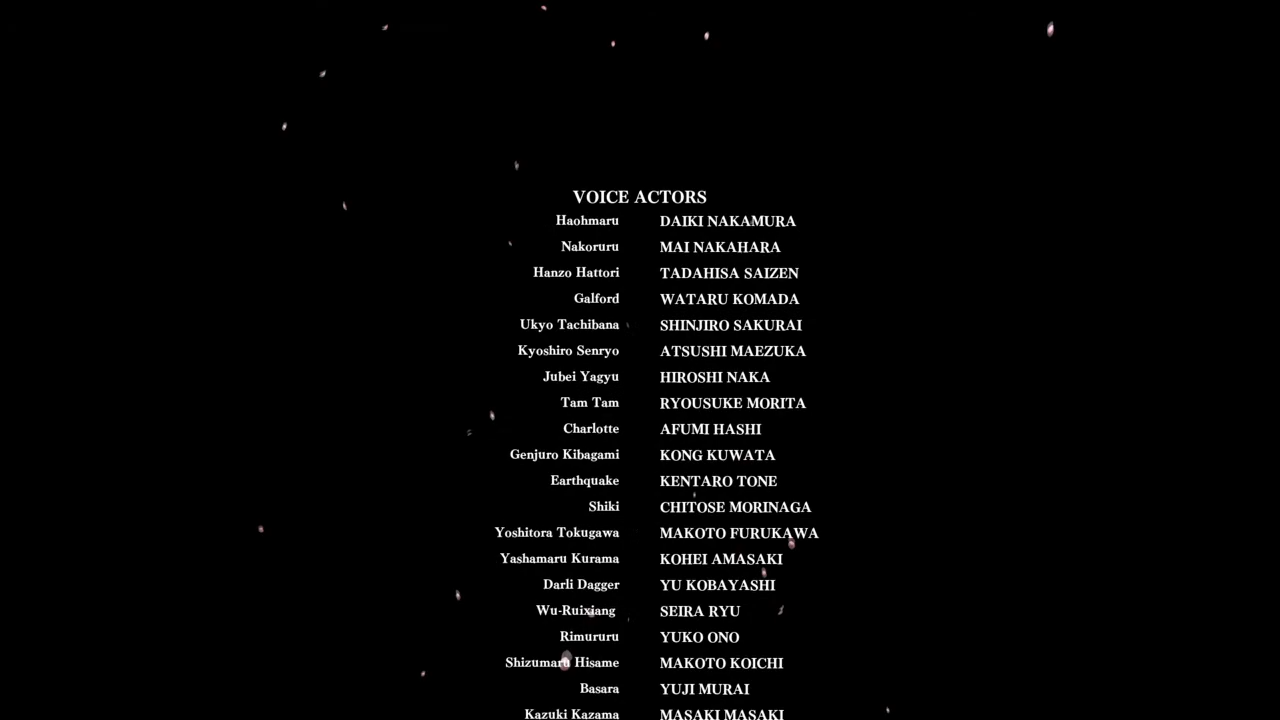 VOICE ACTORS
Haohmaru DAIKI NAKAMURA
Nakoruru MAI NAKAHARA
Hanzo Hattori TADAHISA SAIZEN
Galford WATARU KOMADA
Ukyo Tachibana SHINJIRO SAKURAI
Kyoshiro Senryo ATSUSHI MAEZUKA
Jubei Yagyu HIROSHI NAKA
Tam Tam RYOUSUKE MORITA
Charlotte AFUMI HASHI
Genjuro Kibagami KONG KUWATA
Earthquake KENTARO TONE
Shiki CHITOSE MORINAGA
Yoshitora Tokugawa MAKOTO FURUKAWA
Yashamaru Kurama KOHEI AMASAKI
Darli Dagger YU KOBAYASHI
Wu-Ruixiang SEIRA RYU
Rimururu YUKO ONO
Shizumaru Hisame MAKOTO KOICHI
Basara YUJI MURAI
Kazuki Kazama MASAKI MASAKI